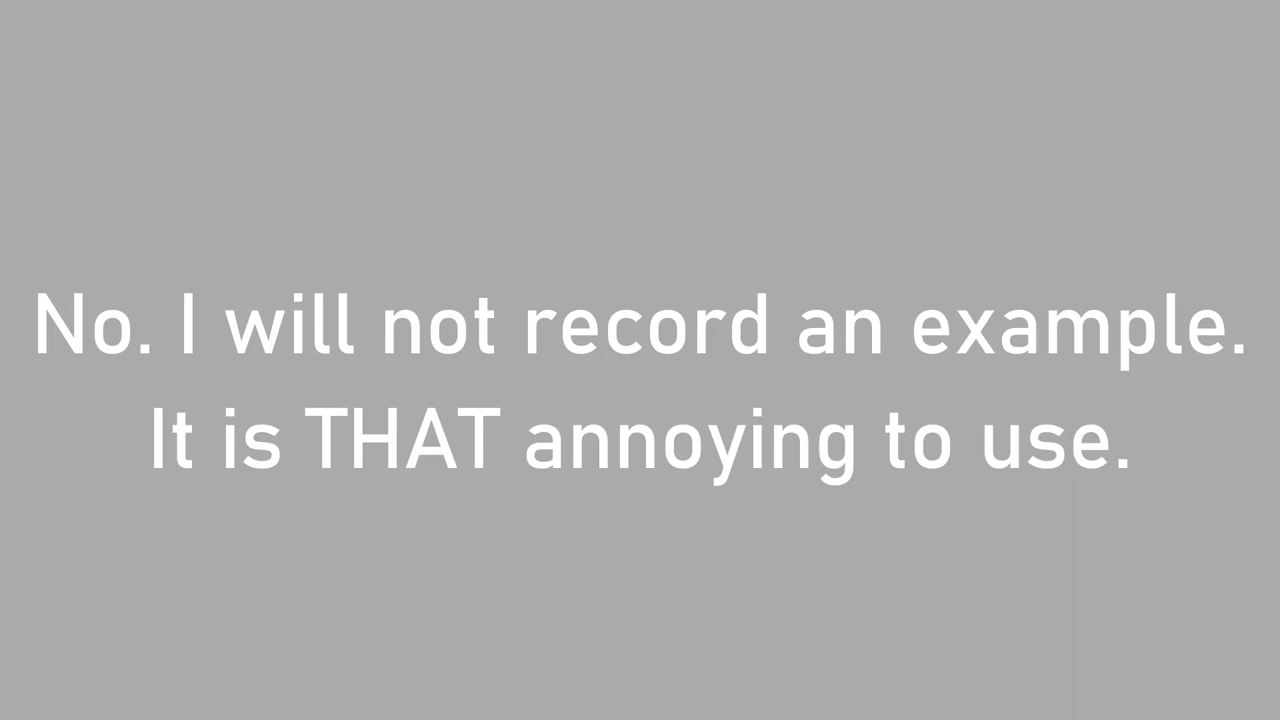 No. I will not record an example.
It is THAT annoying to use.